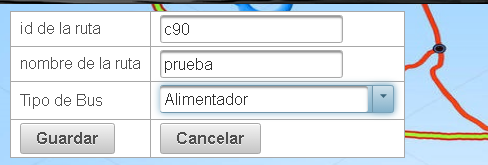 id de la ruta c90
nombre de la ruta prueba
Tipo de Bus Alimentador
Guardar Cancelar